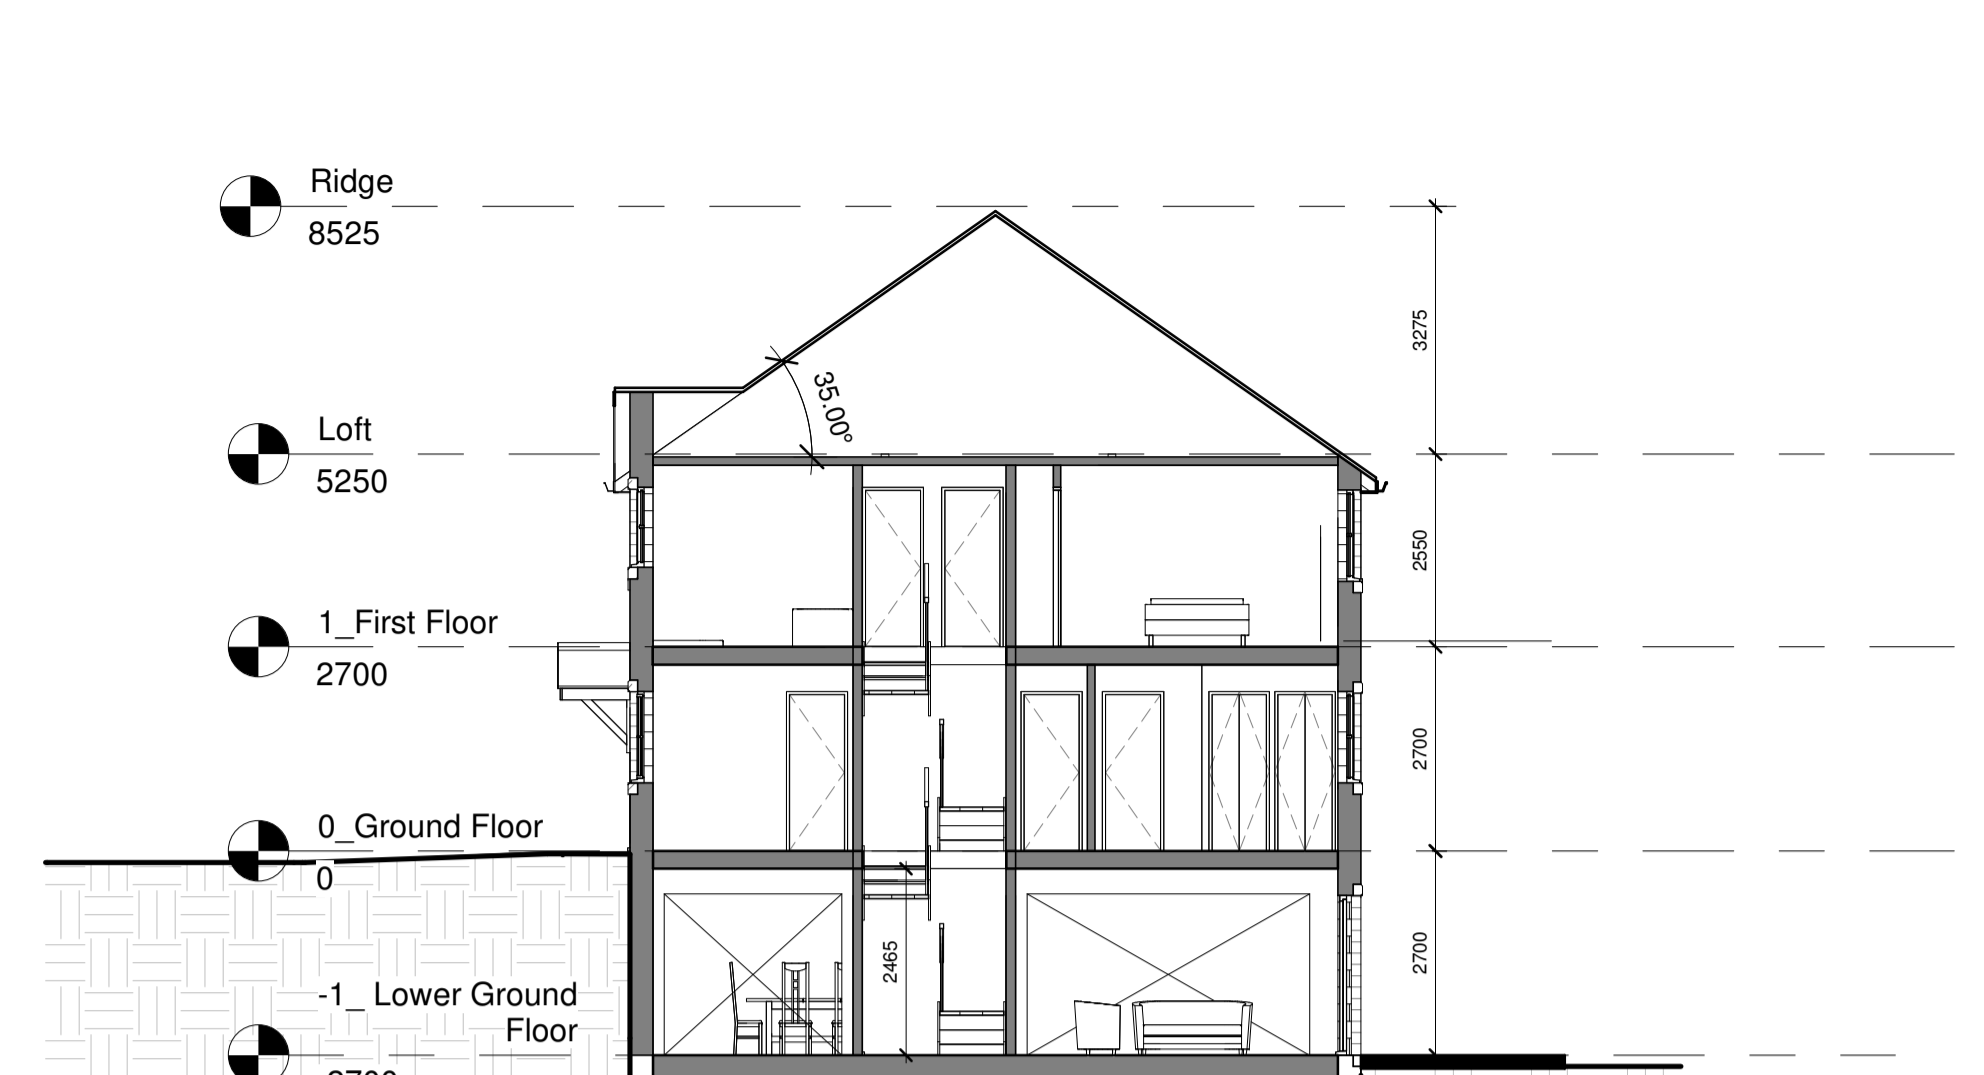 Ridge
8525
3275
35.00°
Loft
5250
2550
1_First Floor
2700
2700
0_Ground Floor
0
2465
2700
-1_ Lower Ground
Floor